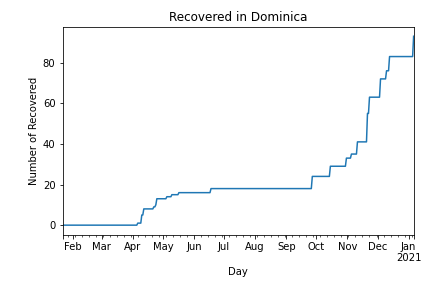 Recovered in Dominica
Number of Recovered
80
60
40
20
0
Feb Mar Apr May Jun Jul Aug Sep Oct Nov Dec Jan
2021
Day